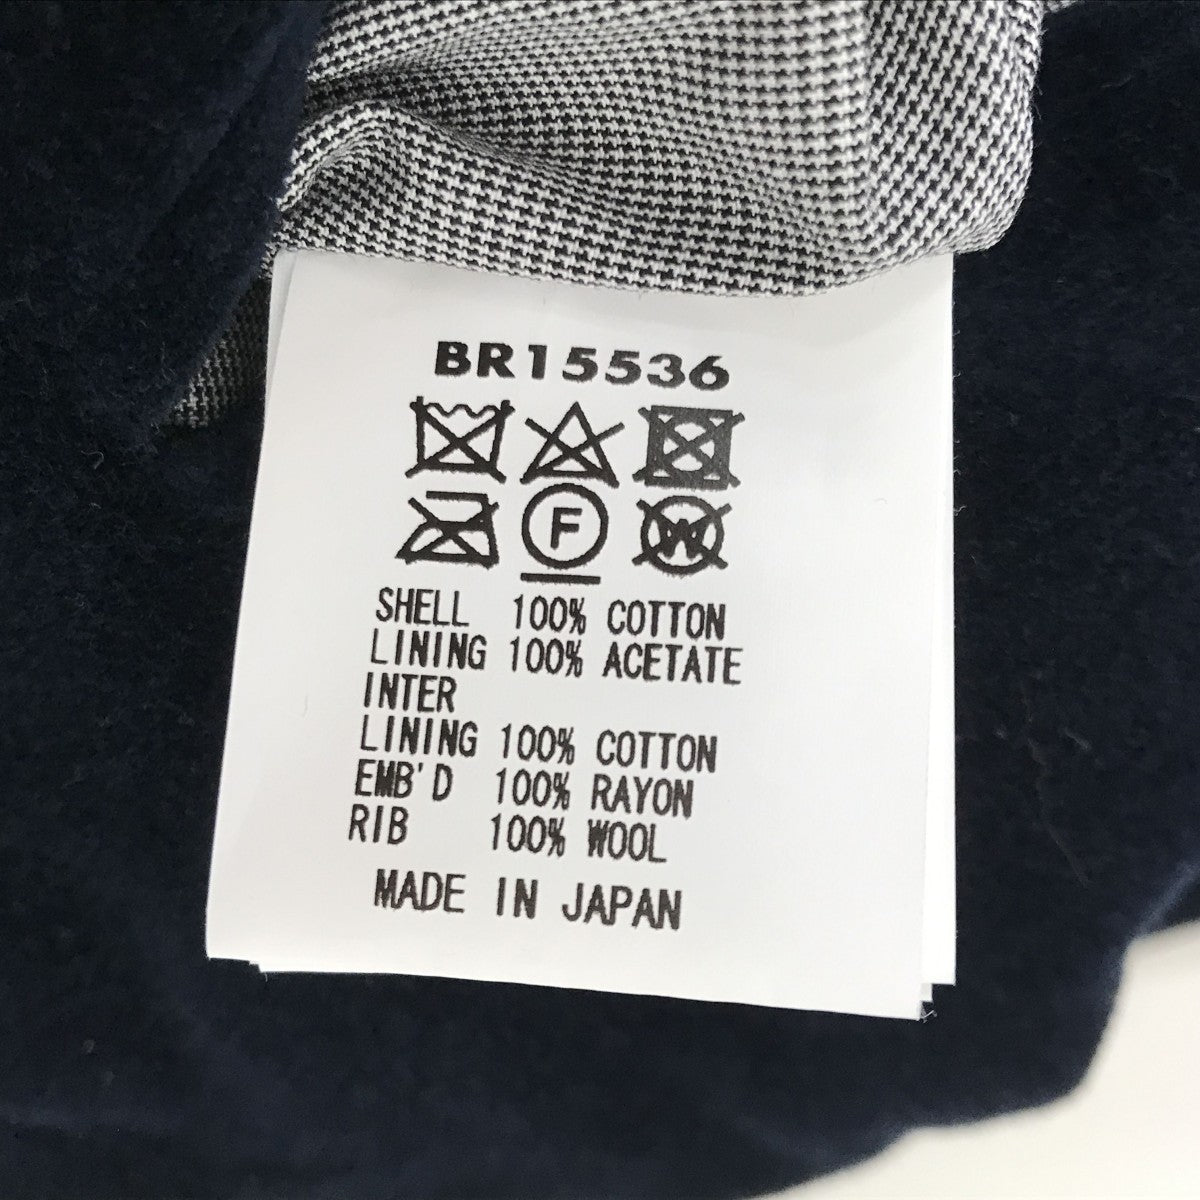 BR15536
F W
SHELL 100% COTTON
LINING 100% ACETATE
INTER
LINING 100% COTTON
EMB'D 100% RAYON
RIB 100% WOOL
MADE IN JAPAN